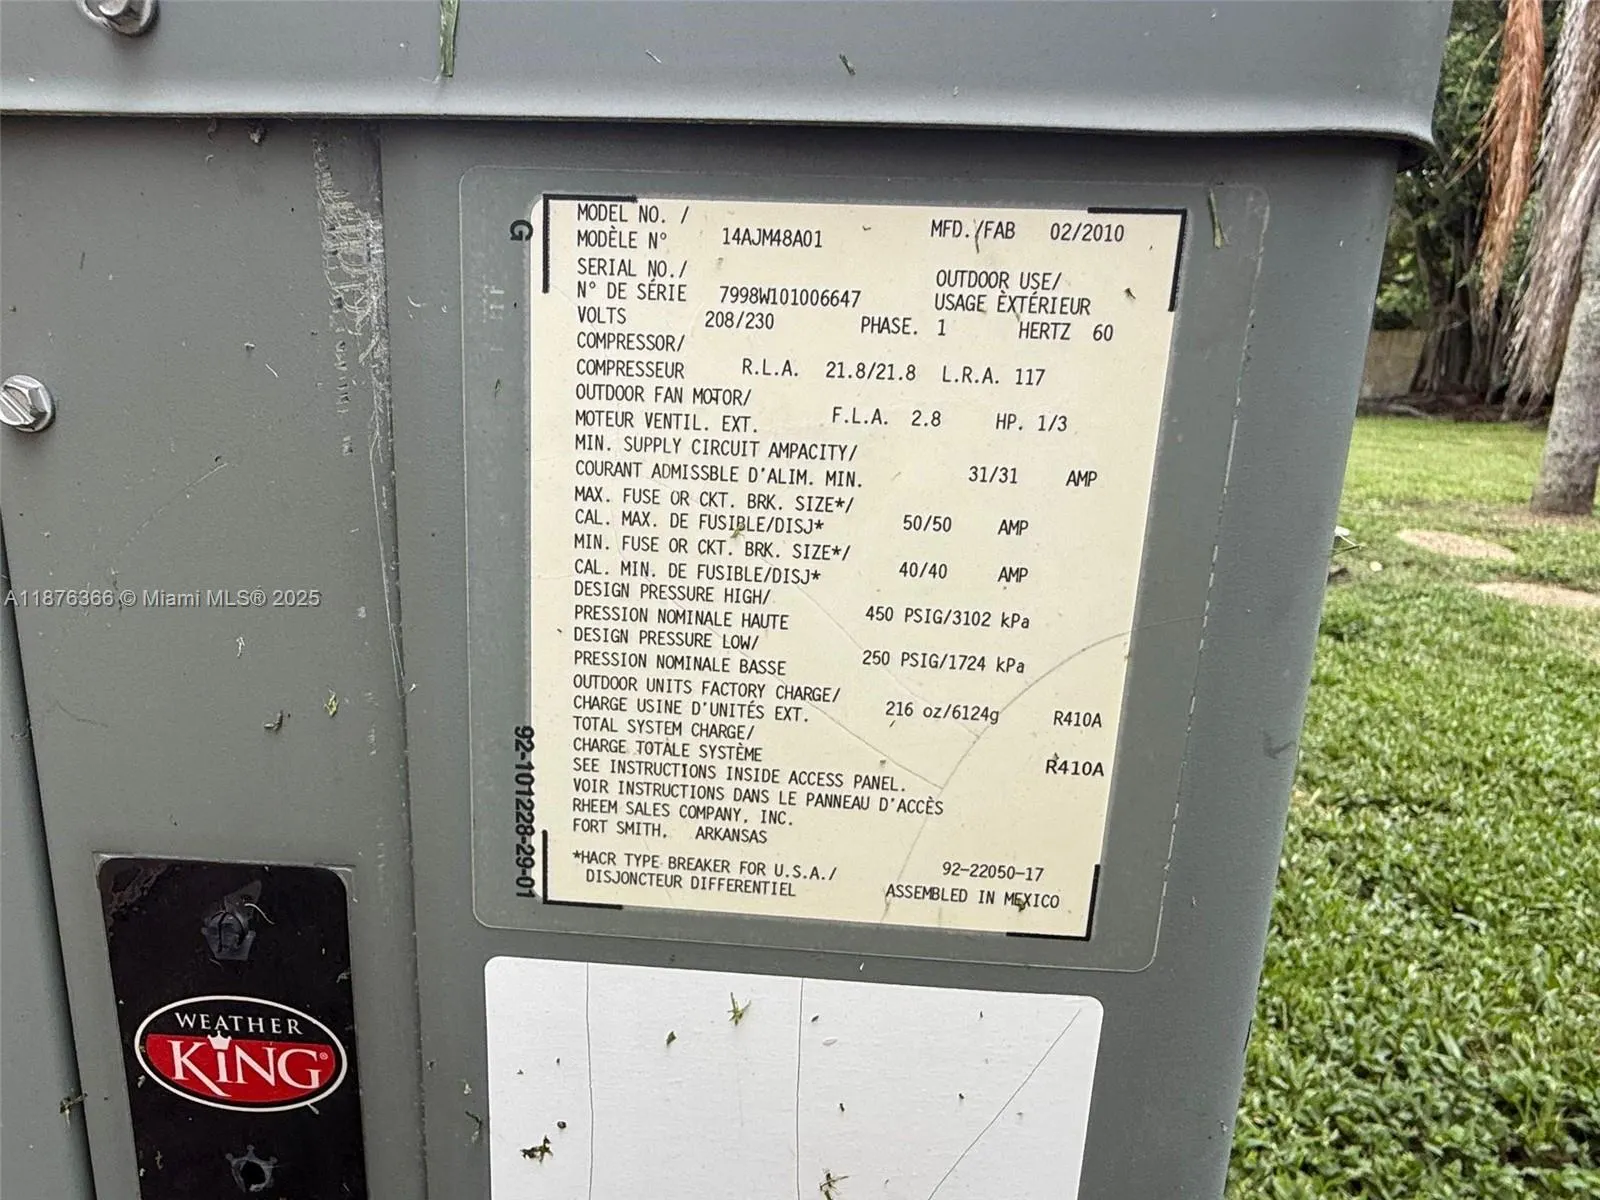 MODEL NO. /
MODÈLE N° 14AJM48A01 MFD./FAB 02/2010
SERIAL NO./
N° DE SÉRIE 7998W101006647
OUTDOOR USE/
USAGE EXTÉRIEUR
VOLTS 208/230 PHASE. 1 HERTZ 60
COMPRESSOR/
COMPRESSEUR R.L.A. 21.8/21.8 L.R.A. 117
OUTDOOR FAN MOTOR/
MOTEUR VENTIL. EXT. F.L.A. 2.8 HP. 1/3
MIN. SUPPLY CIRCUIT AMPACITY/
COURANT ADMISSBLE D'ALIM. MIN. 31/31 AMP
MAX. FUSE OR CKT. BRK. SIZE*/
CAL. MAX. DE FUSIBLE/DISJ* 50/50 AMP
MIN. FUSE OR CKT. BRK. SIZE*/
CAL. MIN. DE FUSIBLE/DISJ* 40/40 AMP
DESIGN PRESSURE HIGH/
PRESSION NOMINALE HAUTE 450 PSIG/3102 kPa
DESIGN PRESSURE LOW/
PRESSION NOMINALE BASSE 250 PSIG/1724 kPa
OUTDOOR UNITS FACTORY CHARGE/
CHARGE USINE D'UNITÉS EXT. 216 oz/6124g R410A
TOTAL SYSTEM CHARGE/
CHARGE TOTALE SYSTÈME R410A
SEE INSTRUCTIONS INSIDE ACCESS PANEL.
VOIR INSTRUCTIONS DANS LE PANNEAU D'ACCÈS
RHEEM SALES COMPANY, INC.
FORT SMITH, ARKANSAS
*HACR TYPE BREAKER FOR U.S.A./ 92-22050-17
DISJONCTEUR DIFFERENTIEL ASSEMBLED IN MEXICO
G
92-101228-29-01
WEATHER
KING®
A11876366 © Miami MLS® 2025